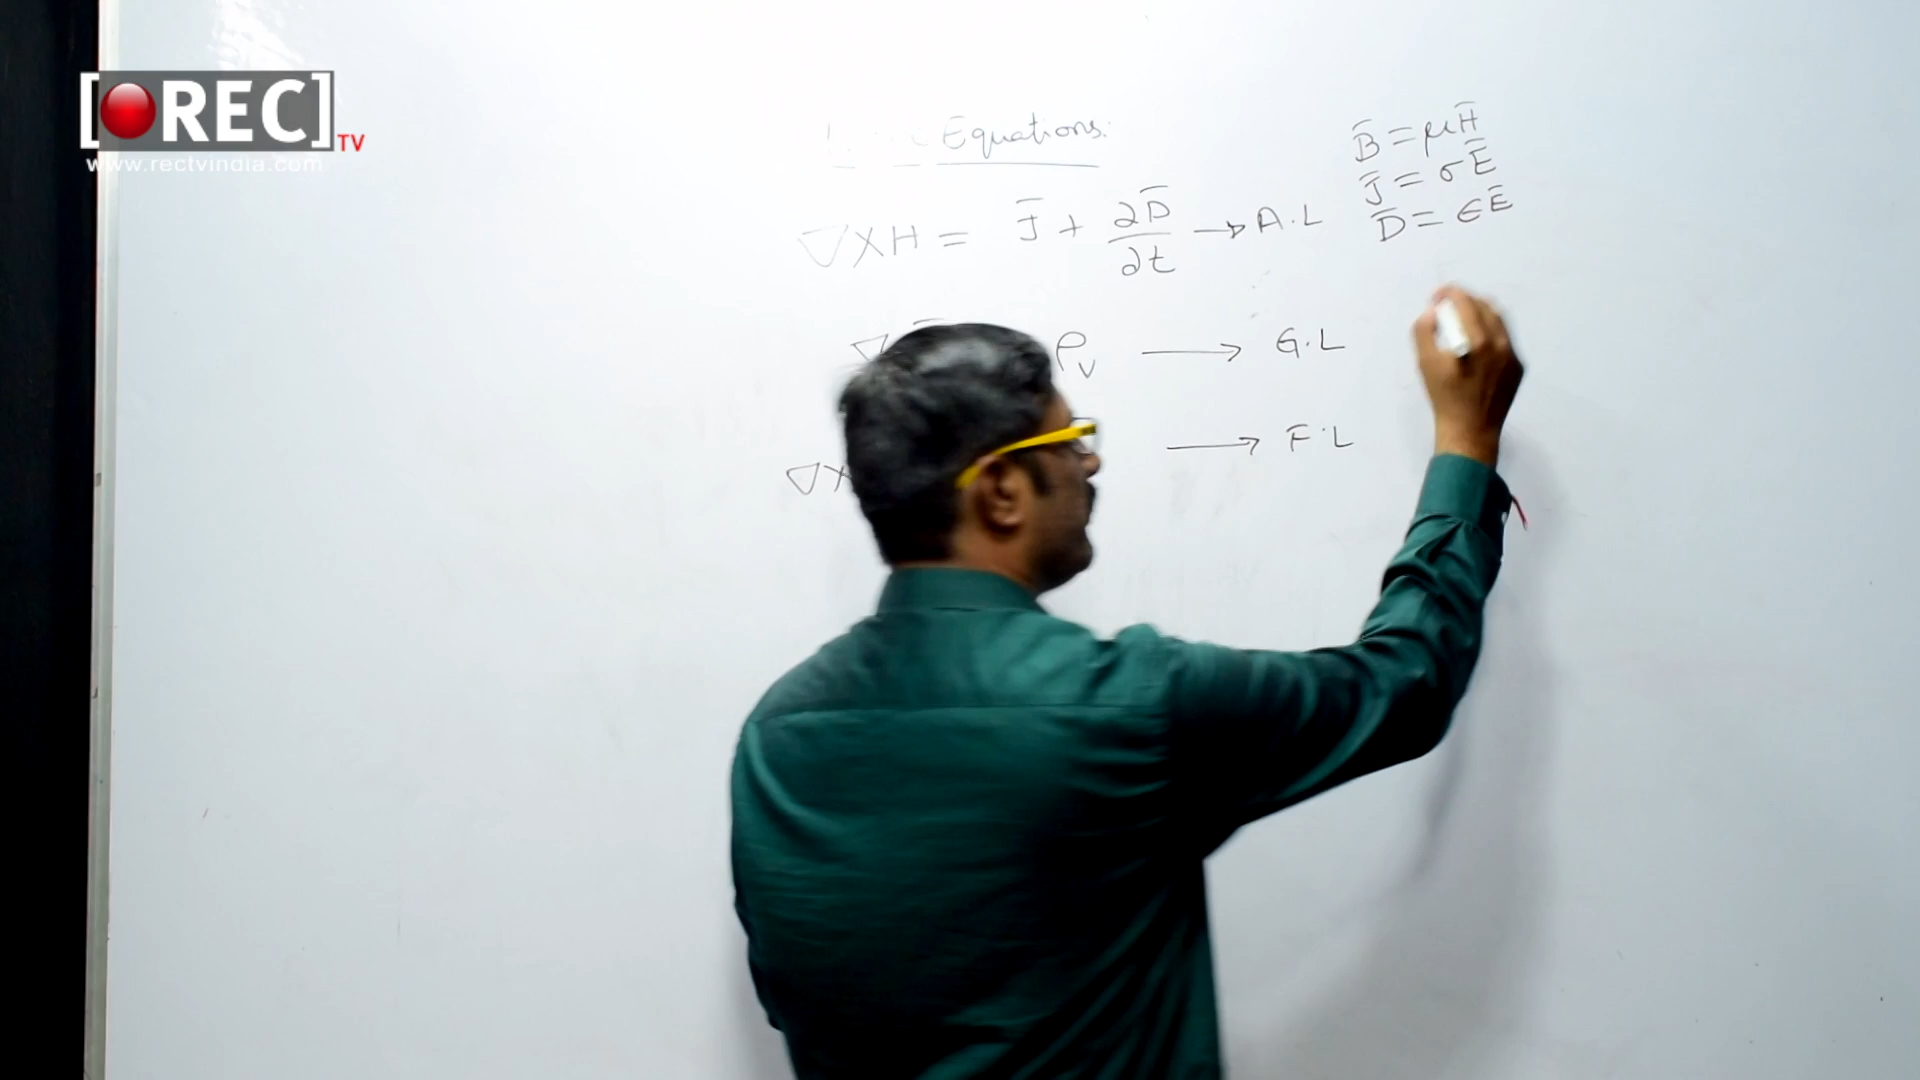 [REC] TV
www.rectvindia.com
Equations:
∇XH = J̄ + ∂D̄/∂t → A.L
B̄ = μH̄
J̄ = σĒ
D̄ = ϵĒ
∇ ρv → G.L
∇X → F.L